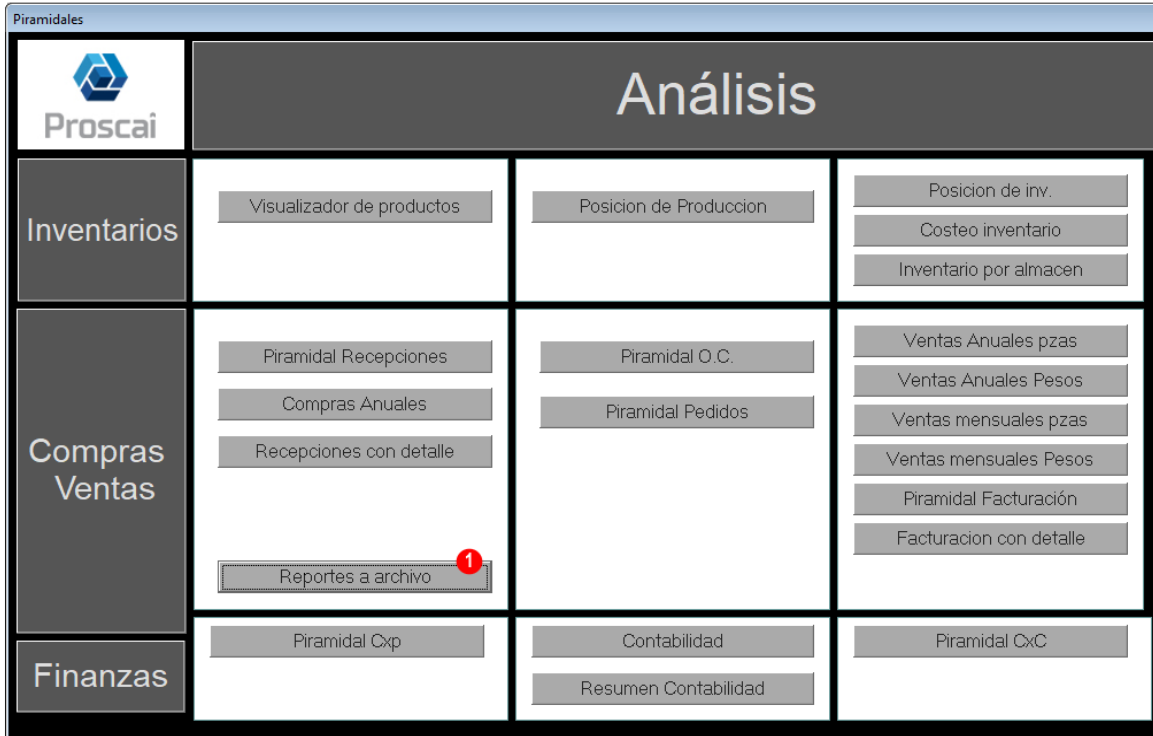 Piramidales
Proscai
Análisis
Inventarios
Visualizador de productos
Posicion de Produccion
Posicion de inv.
Costeo inventario
Inventario por almacen
Compras
Ventas
Piramidal Recepciones
Compras Anuales
Recepciones con detalle
1
Reportes a archivo
Piramidal O.C.
Piramidal Pedidos
Ventas Anuales pzas
Ventas Anuales Pesos
Ventas mensuales pzas
Ventas mensuales Pesos
Piramidal Facturación
Facturacion con detalle
Finanzas
Piramidal Cxp
Contabilidad
Resumen Contabilidad
Piramidal CxC